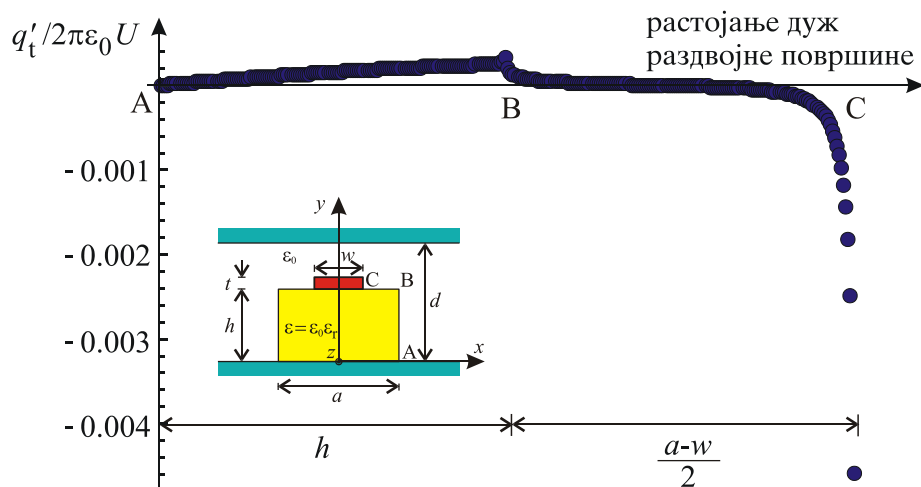 q′t/2πε0U
растојање дуж
раздвојне површине
A
B
C
-0.001
-0.002
-0.003
-0.004
y
ε0
w
t
C
B
h
d
ε=ε0εr
z
A
x
a
h
a-w
2